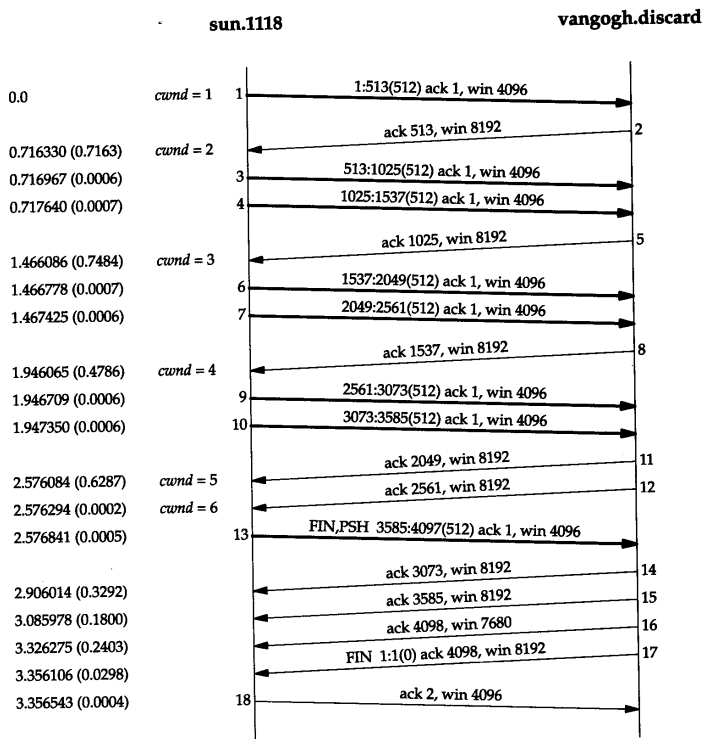 sun.1118 vangogh.discard
0.0 cwnd = 1 1 1:513(512) ack 1, win 4096
ack 513, win 8192 2
0.716330 (0.7163) cwnd = 2
0.716967 (0.0006) 3 513:1025(512) ack 1, win 4096
0.717640 (0.0007) 4 1025:1537(512) ack 1, win 4096
ack 1025, win 8192 5
1.466086 (0.7484) cwnd = 3
1.466778 (0.0007) 6 1537:2049(512) ack 1, win 4096
1.467425 (0.0006) 7 2049:2561(512) ack 1, win 4096
ack 1537, win 8192 8
1.946065 (0.4786) cwnd = 4
1.946709 (0.0006) 9 2561:3073(512) ack 1, win 4096
1.947350 (0.0006) 10 3073:3585(512) ack 1, win 4096
ack 2049, win 8192 11
2.576084 (0.6287) cwnd = 5
ack 2561, win 8192 12
2.576294 (0.0002) cwnd = 6
2.576841 (0.0005) 13 FIN,PSH 3585:4097(512) ack 1, win 4096
ack 3073, win 8192 14
2.906014 (0.3292)
ack 3585, win 8192 15
3.085978 (0.1800)
ack 4098, win 7680 16
3.326275 (0.2403)
FIN 1:1(0) ack 4098, win 8192 17
3.356106 (0.0298)
3.356543 (0.0004) 18 ack 2, win 4096